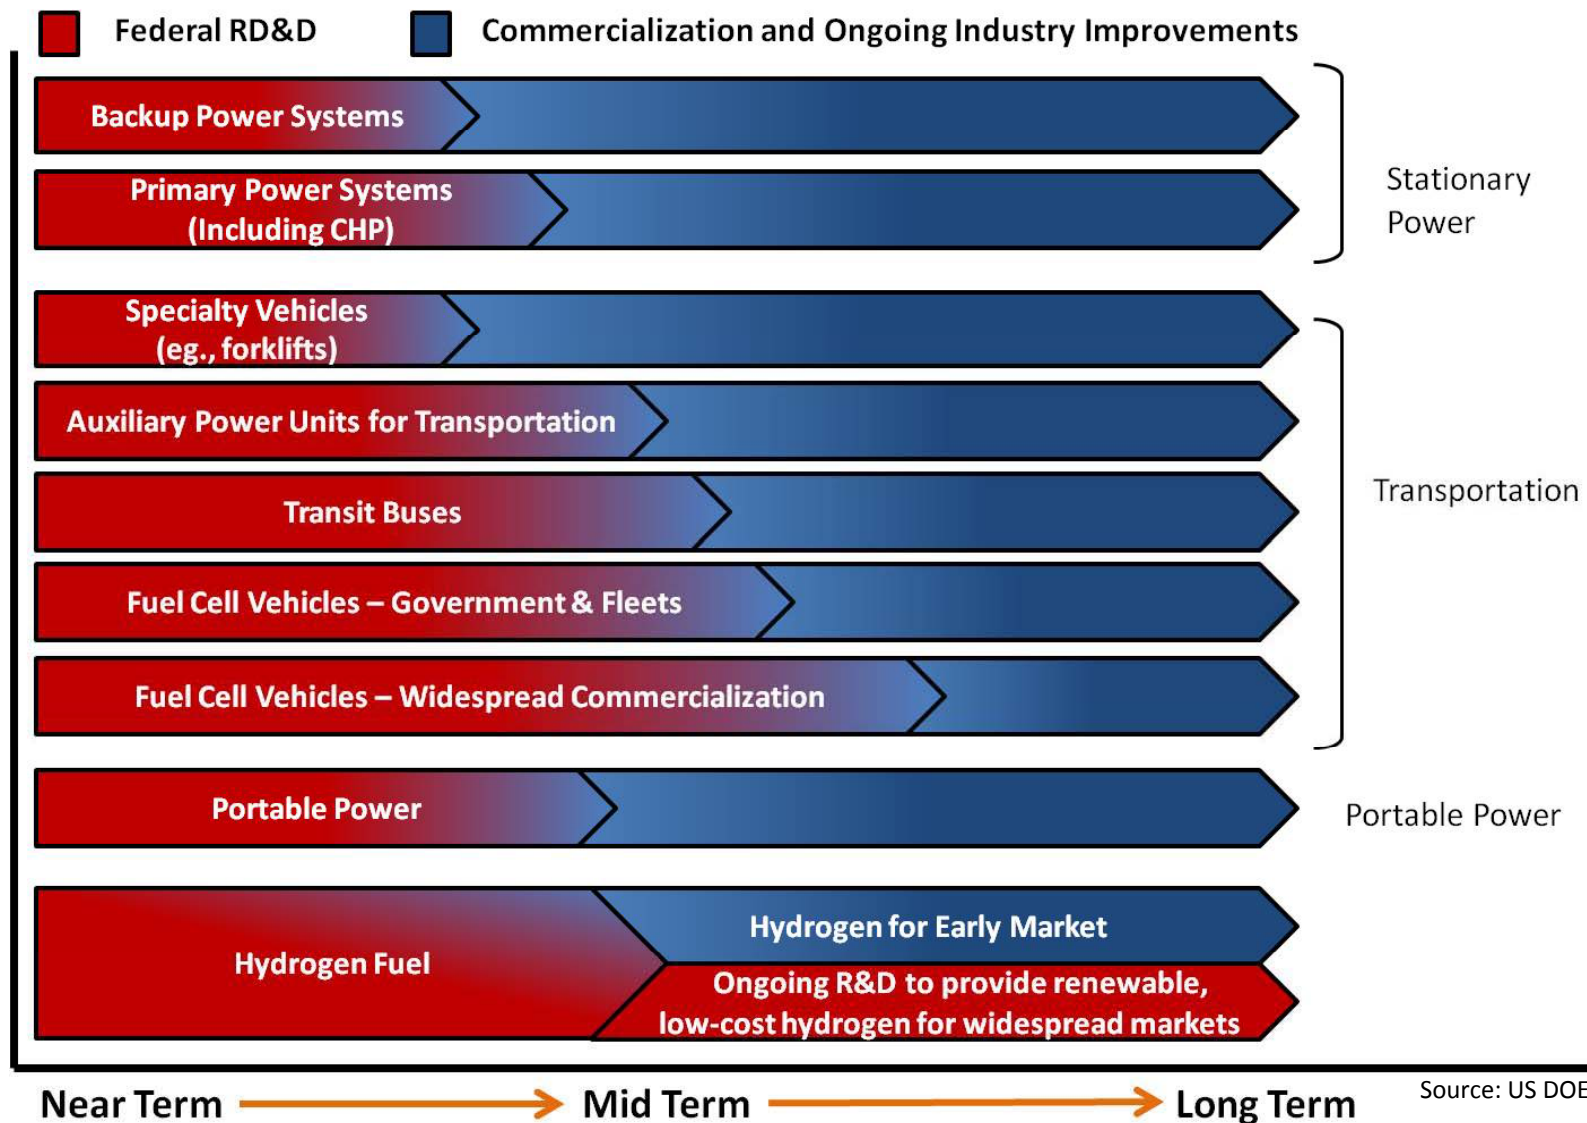 Federal RD&D
Commercialization and Ongoing Industry Improvements
Backup Power Systems
Primary Power Systems
(Including CHP)
Stationary
Power
Specialty Vehicles
(eg., forklifts)
Auxiliary Power Units for Transportation
Transit Buses
Fuel Cell Vehicles – Government & Fleets
Fuel Cell Vehicles – Widespread Commercialization
Transportation
Portable Power
Portable Power
Hydrogen Fuel
Hydrogen for Early Market
Ongoing R&D to provide renewable,
low-cost hydrogen for widespread markets
Near Term
Mid Term
Long Term
Source: US DOE